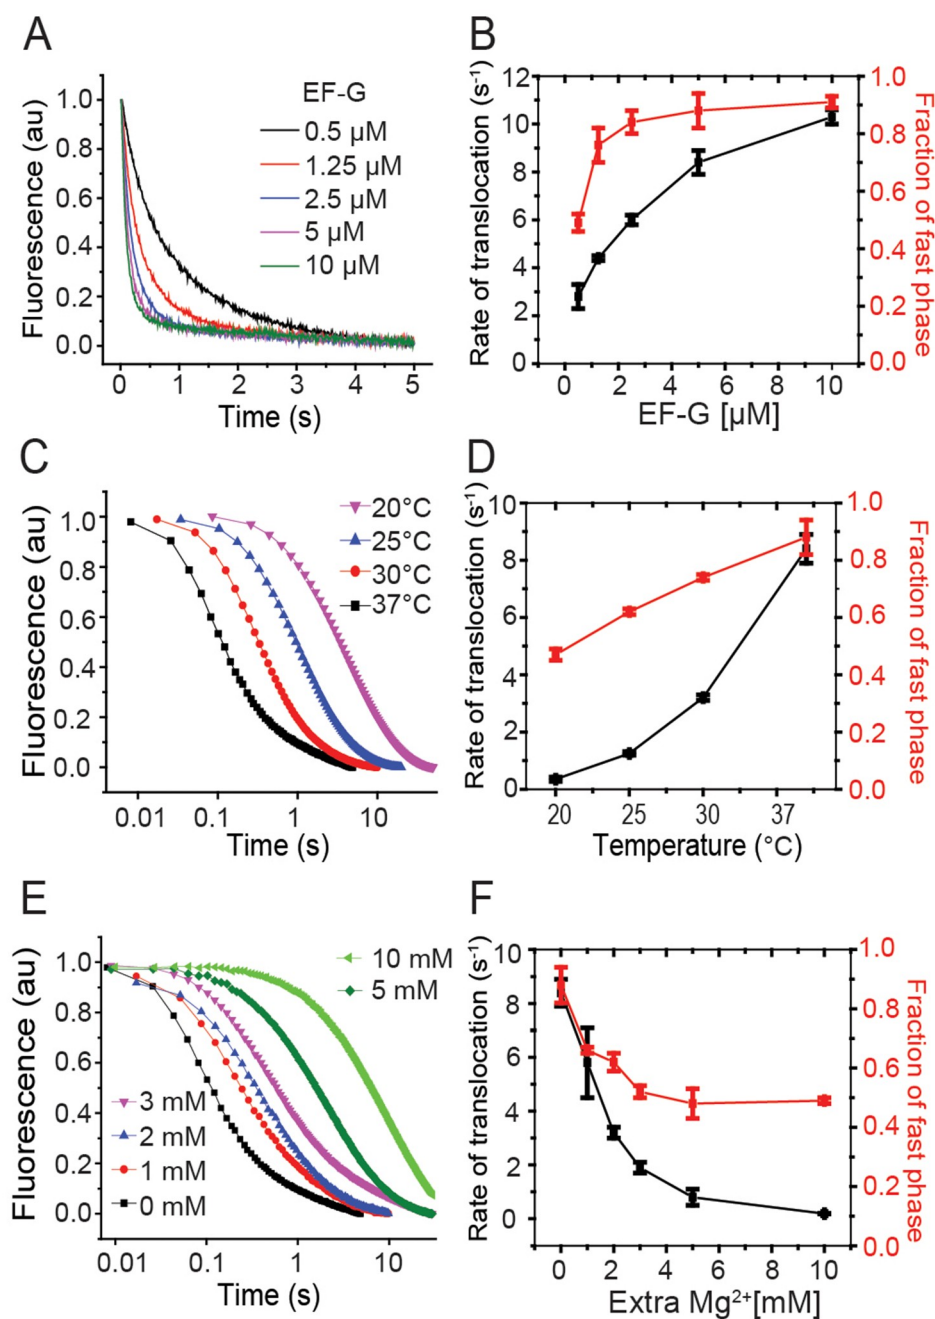 A
Fluorescence (au)
1.0
0.8
0.6
0.4
0.2
0.0
0 1 2 3 4 5
Time (s)
EF-G
0.5 µM
1.25 µM
2.5 µM
5 µM
10 µM
B
Rate of translocation (s⁻¹)
12
10
8
6
4
2
0
0 2 4 6 8 10
EF-G [µM]
1.0
0.8
0.6
0.4
0.2
0.0
Fraction of fast phase
C
Fluorescence (au)
1.0
0.8
0.6
0.4
0.2
0.0
0.01 0.1 1 10
Time (s)
20°C
25°C
30°C
37°C
D
Rate of translocation (s⁻¹)
10
8
6
4
2
0
20 25 30 37
Temperature (°C)
1.0
0.8
0.6
0.4
0.2
0.0
Fraction of fast phase
E
Fluorescence (au)
1.0
0.8
0.6
0.4
0.2
0.0
0.01 0.1 1 10
Time (s)
10 mM
5 mM
3 mM
2 mM
1 mM
0 mM
F
Rate of translocation (s⁻¹)
10
8
6
4
2
0
0 2 4 6 8 10
Extra Mg²⁺[mM]
1.0
0.8
0.6
0.4
0.2
0.0
Fraction of fast phase